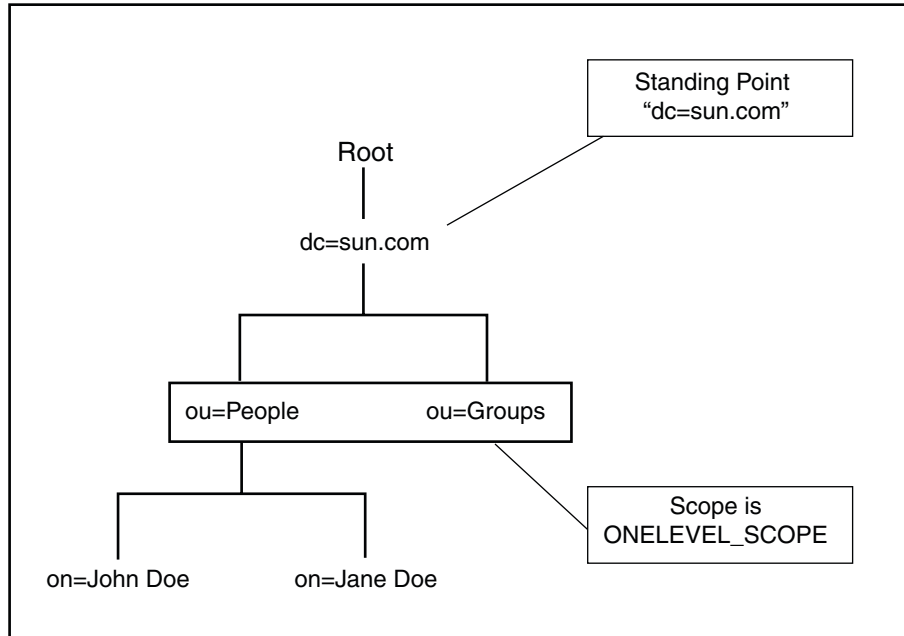 Standing Point
“dc=sun.com”
Root
dc=sun.com
ou=People
ou=Groups
Scope is
ONELEVEL_SCOPE
on=John Doe
on=Jane Doe